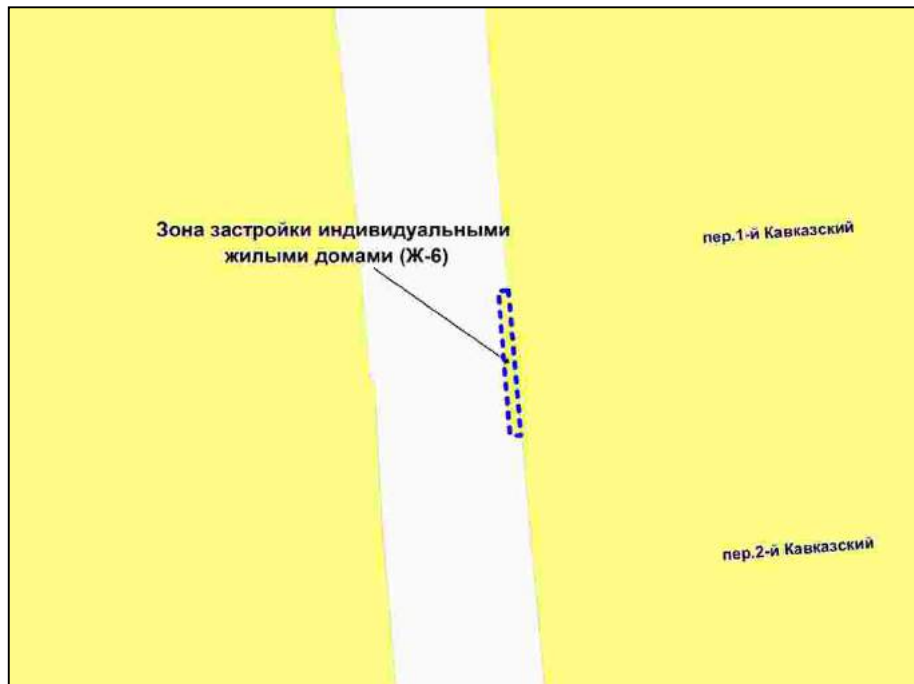 Зона застройки индивидуальными
жилыми домами (Ж-6)
пер.1-й Кавказский
пер.2-й Кавказский